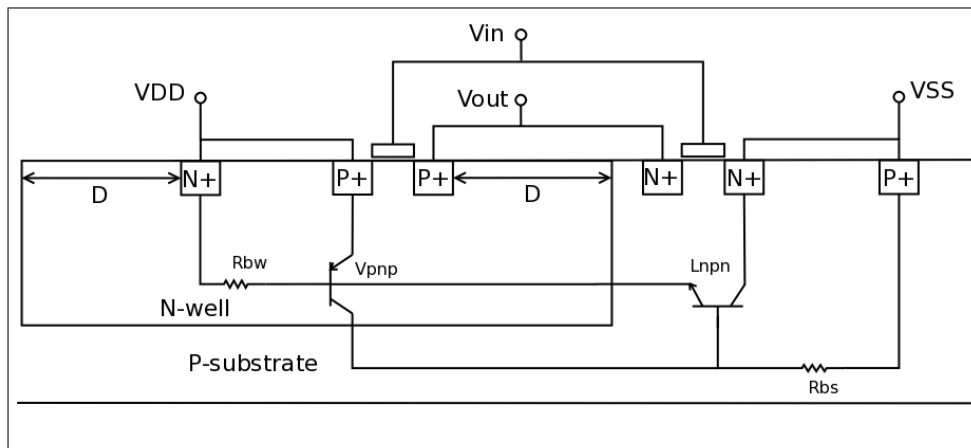 Vin
VDD
Vout
VSS
N+
P+
P+
N+
N+
P+
D
D
Rbw
Vpnp
Lnpn
N-well
P-substrate
Rbs